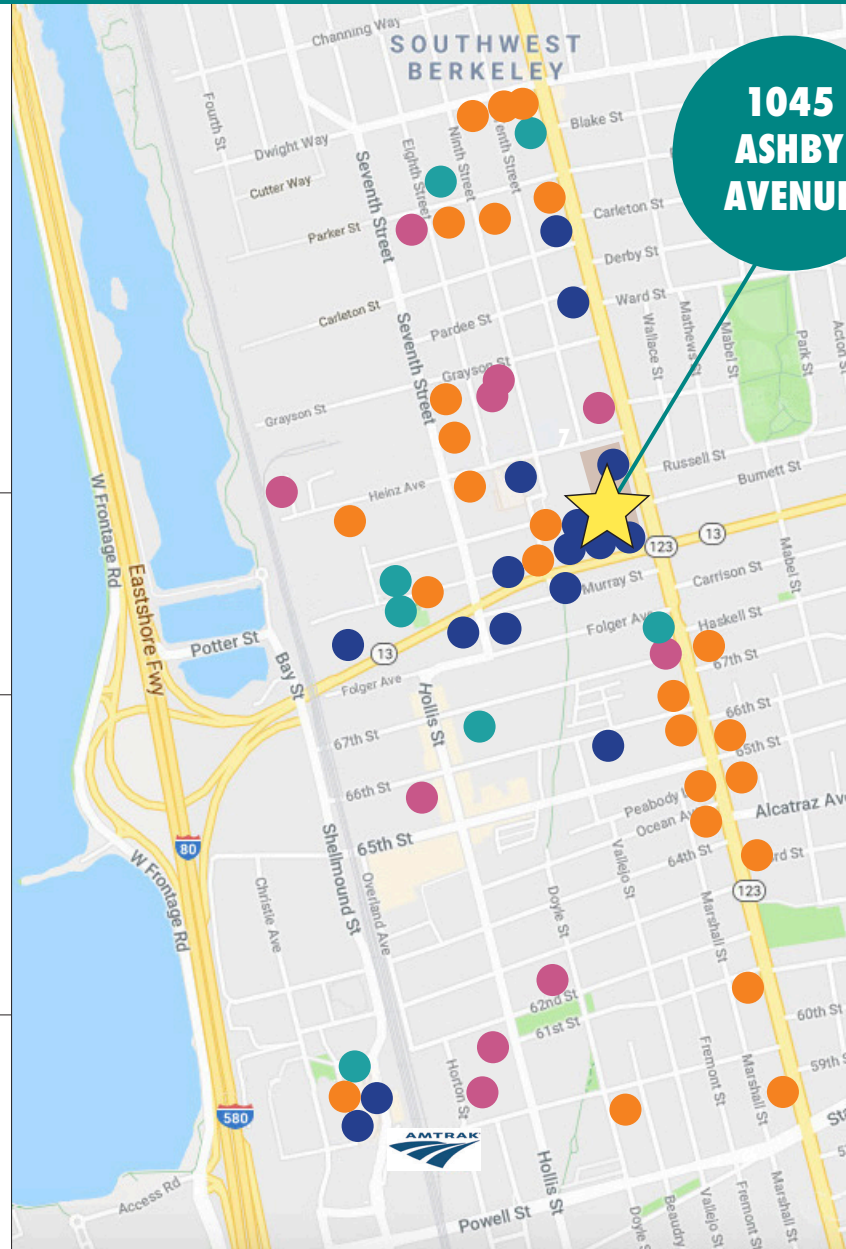 Channing Way
SOUTHWEST
BERKELEY
1045
ASHBY
Fourth St
Blake St
Dwight Way
Eighth Street
Ninth Street
Seventh Street
Cutter Way
Parker St
Carleton St
Derby St
Ward St
Carleton St
Pardee St
Wallace St
Mathews St
Mabel St
Park St
Seventh Street
Grayson St
Grayson St
7
Russell St
Burnett St
Heinz Ave
W Frontage Rd
13
123
Mabel St
Carrison St
Murray St
Eastshore Fwy
Folger Ave
Haskell St
Potter St
13
67th St
Bay St
Folger Ave
Hollis St
66th St
67th St
65th St
66th St
Peabody
Alcatraz
Ocean
65th St
64th St
80
Shellmound St
Vallejo St
W Frontage Rd
Overland Ave
123
Christie Ave
Doyle St
Marshall St
62nd St
61st St
60th St
Horton St
Fremont St
Marshall St
59th
580
AMTRAK
Hollis St
Access Rd
Powell St
Doyle
Beaudry
Vallejo St
Fremont St
Marshall St